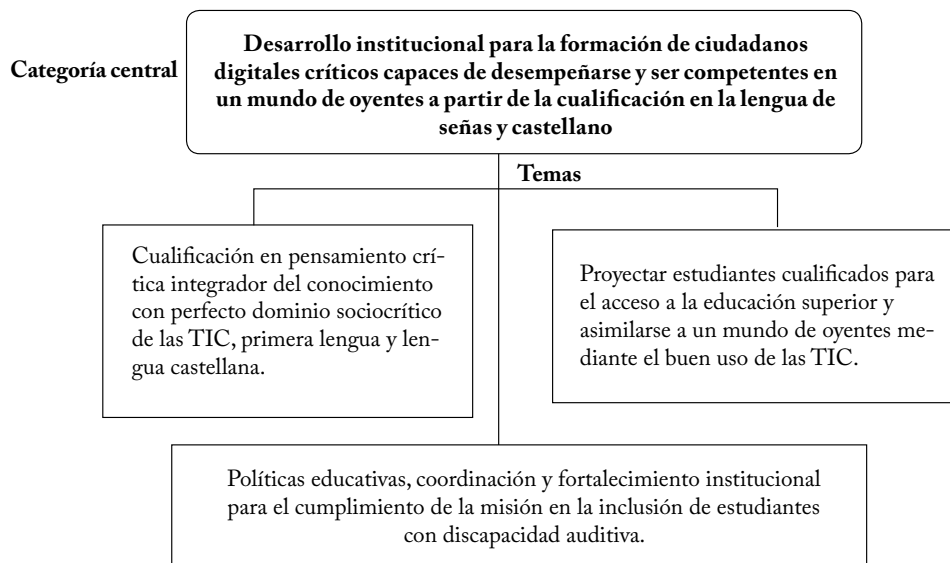 Categoría central
Desarrollo institucional para la formación de ciudadanos
digitales críticos capaces de desempeñarse y ser competentes en
un mundo de oyentes a partir de la cualificación en la lengua de
señas y castellano
Temas
Cualificación en pensamiento crí-
tica integrador del conocimiento
con perfecto dominio sociocrítico
de las TIC, primera lengua y len-
gua castellana.
Proyectar estudiantes cualificados para
el acceso a la educación superior y
asimilarse a un mundo de oyentes me-
diante el buen uso de las TIC.
Políticas educativas, coordinación y fortalecimiento institucional
para el cumplimiento de la misión en la inclusión de estudiantes
con discapacidad auditiva.